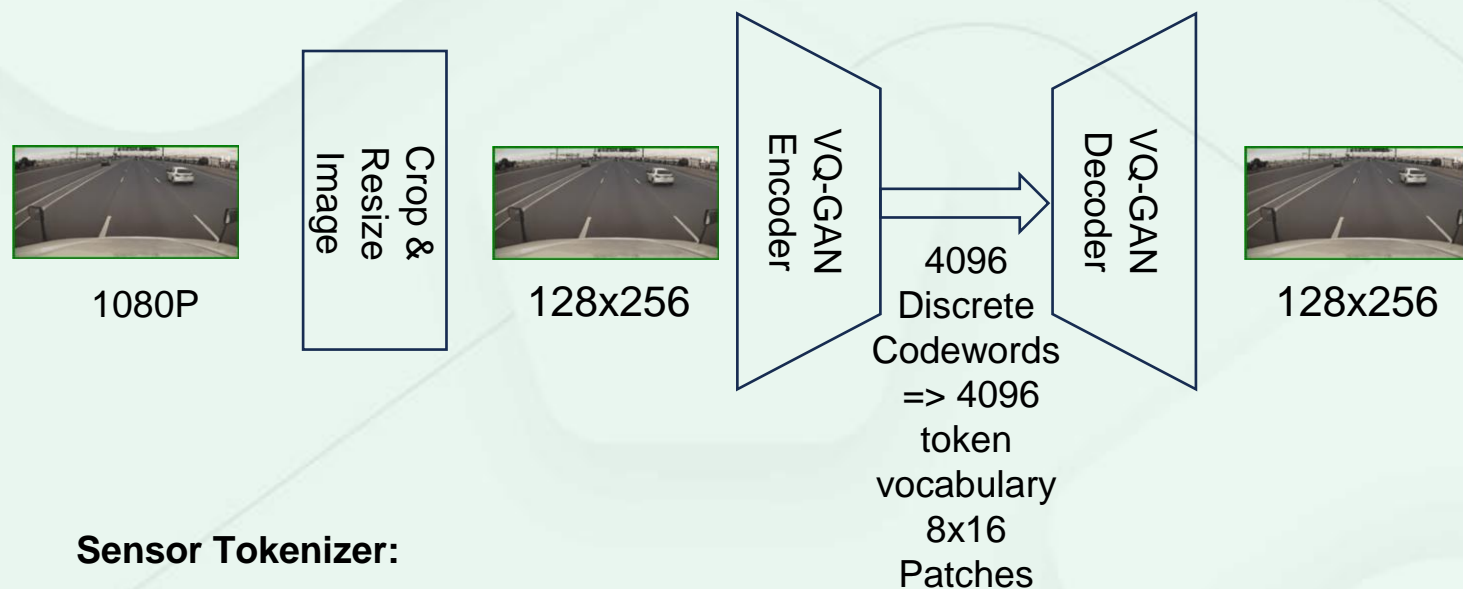 1080P
Crop &
Resize
Image
128x256
VQ-GAN
Encoder
4096
Discrete
Codewords
=> 4096
token
vocabulary
8x16
Patches
VQ-GAN
Decoder
128x256
Sensor Tokenizer: